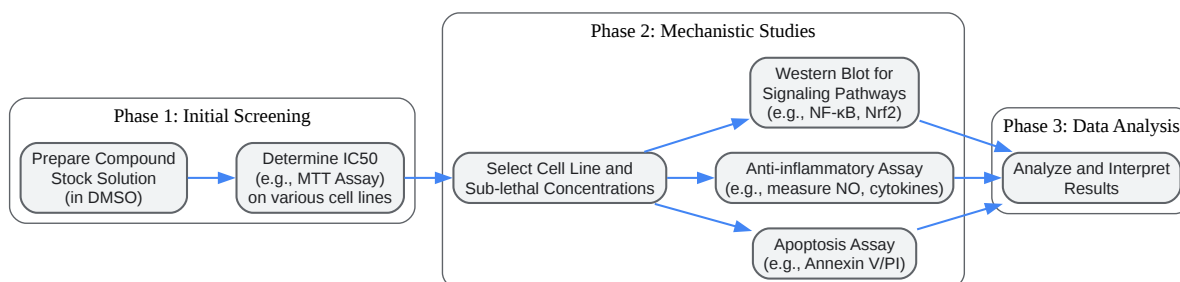 Phase 1: Initial Screening
Prepare Compound
Stock Solution
(in DMSO)
Determine IC50
(e.g., MTT Assay)
on various cell lines
Phase 2: Mechanistic Studies
Select Cell Line and
Sub-lethal Concentrations
Western Blot for
Signaling Pathways
(e.g., NF-κB, Nrf2)
Anti-inflammatory Assay
(e.g., measure NO, cytokines)
Apoptosis Assay
(e.g., Annexin V/PI)
Phase 3: Data Analysis
Analyze and Interpret
Results